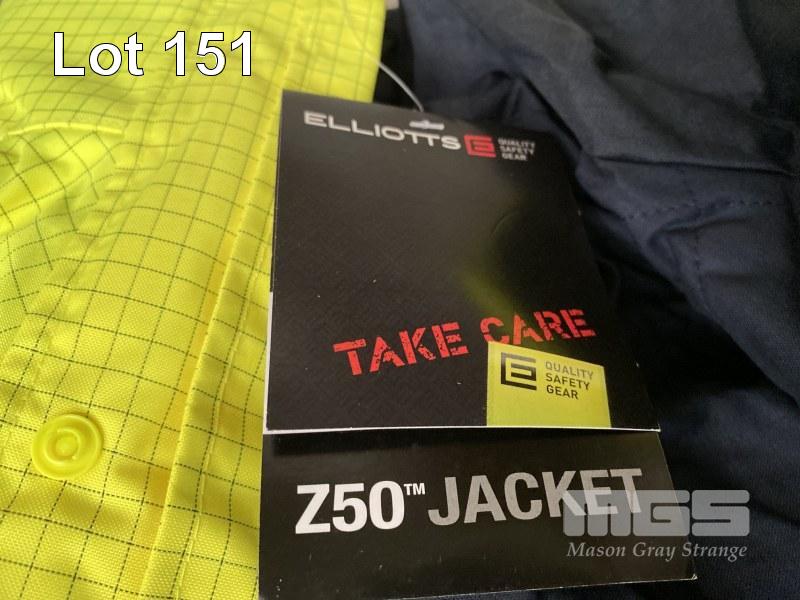 Lot 151
ELLIOTTS E QUALITY
SAFETY
GEAR
TAKE CARE
E QUALITY
SAFETY
GEAR
Z50™ JACKET
MGS
Mason Gray Strange